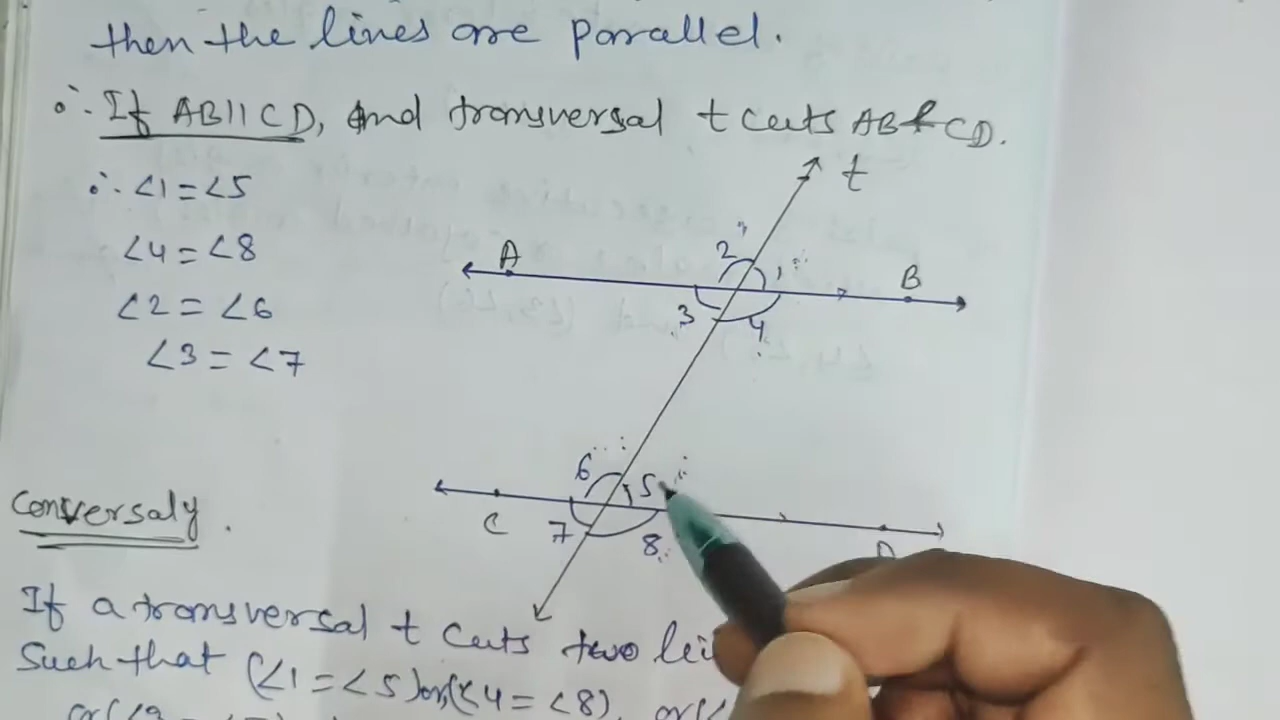 then the lines are parallel.
∴ If AB||CD, and transversal t cuts AB & CD.
∴ ∠1 = ∠5
∠4 = ∠8
∠2 = ∠6
∠3 = ∠7
t
2
1
A
B
3
4
6
5
C
7
8
D
Conversaly.
If a transversal t cuts two
Such that (∠1 = ∠5) or (∠4 = ∠8), or (